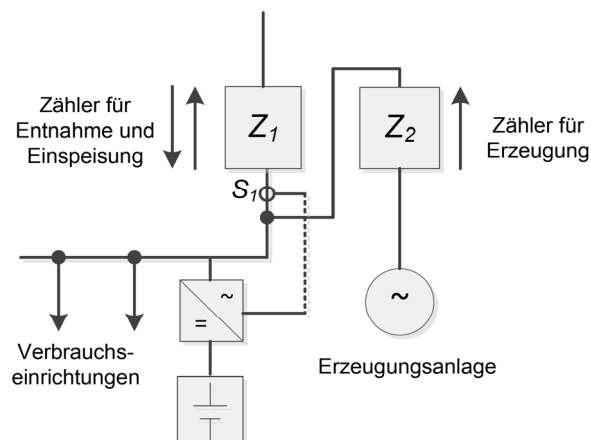 Zähler für
Entnahme und
Einspeisung
Z1
Z2
Zähler für
Erzeugung
S1
~
=
~
Verbrauchs-
einrichtungen
Erzeugungsanlage